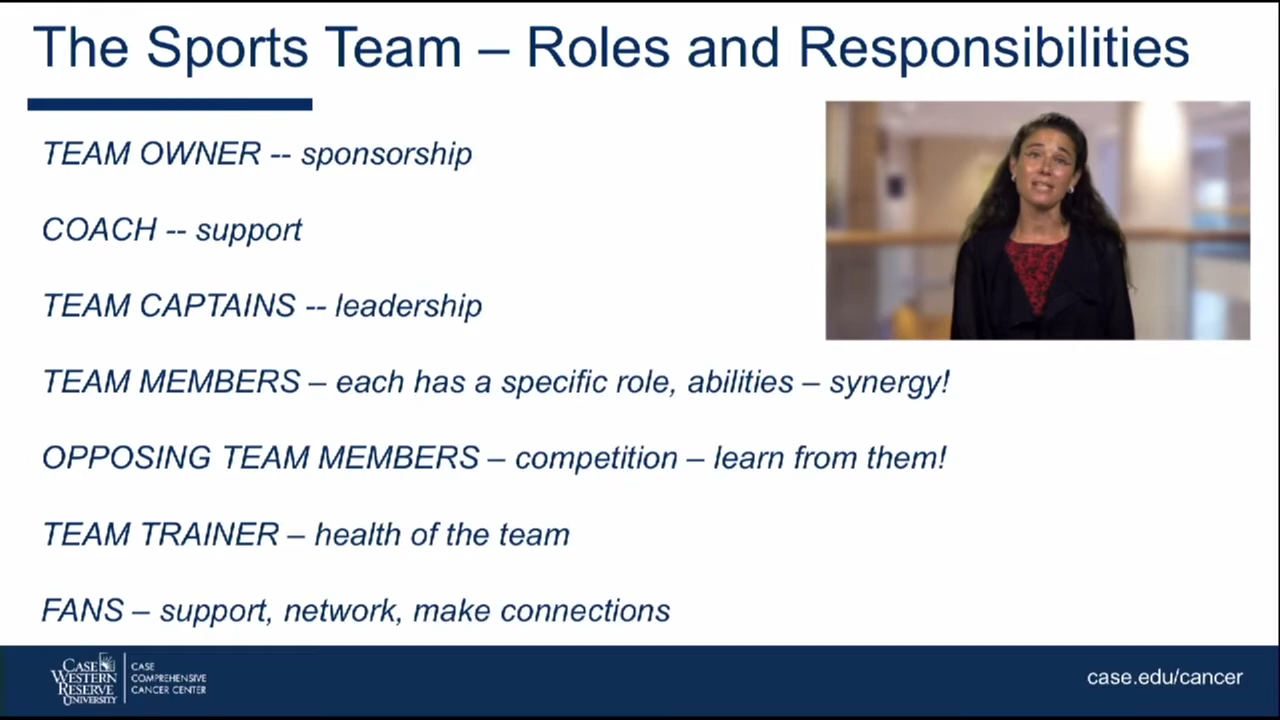 The Sports Team – Roles and Responsibilities
TEAM OWNER -- sponsorship
COACH -- support
TEAM CAPTAINS -- leadership
TEAM MEMBERS – each has a specific role, abilities – synergy!
OPPOSING TEAM MEMBERS – competition – learn from them!
TEAM TRAINER – health of the team
FANS – support, network, make connections
CASE
WESTERN
RESERVE
UNIVERSITY
CASE
COMPREHENSIVE
CANCER CENTER
case.edu/cancer